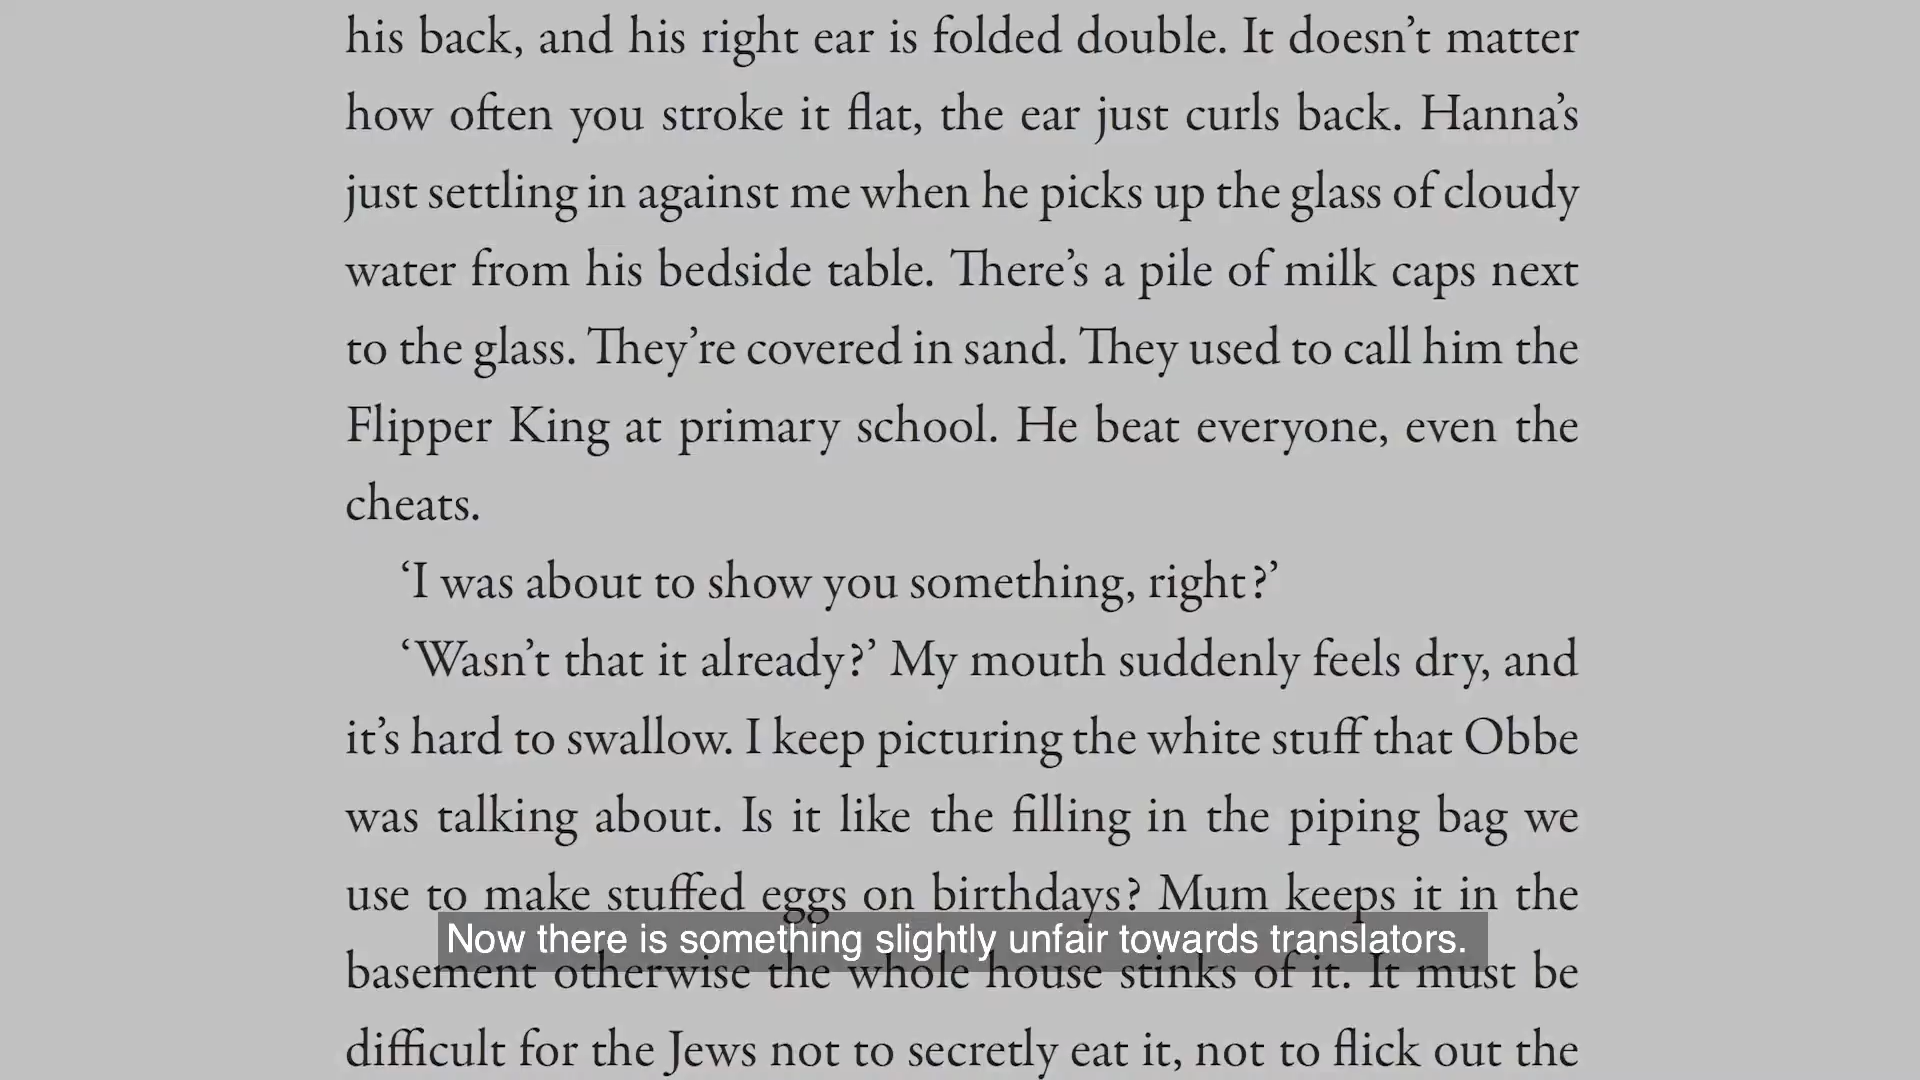 his back, and his right ear is folded double. It doesn’t matter
how often you stroke it flat, the ear just curls back. Hanna’s
just settling in against me when he picks up the glass of cloudy
water from his bedside table. There’s a pile of milk caps next
to the glass. They’re covered in sand. They used to call him the
Flipper King at primary school. He beat everyone, even the
cheats.
‘I was about to show you something, right?’
‘Wasn’t that it already?’ My mouth suddenly feels dry, and
it’s hard to swallow. I keep picturing the white stuff that Obbe
was talking about. Is it like the filling in the piping bag we
use to make stuffed eggs on birthdays? Mum keeps it in the
Now there is something slightly unfair towards translators.
basement otherwise the whole house stinks of it. It must be
difficult for the Jews not to secretly eat it, not to flick out the